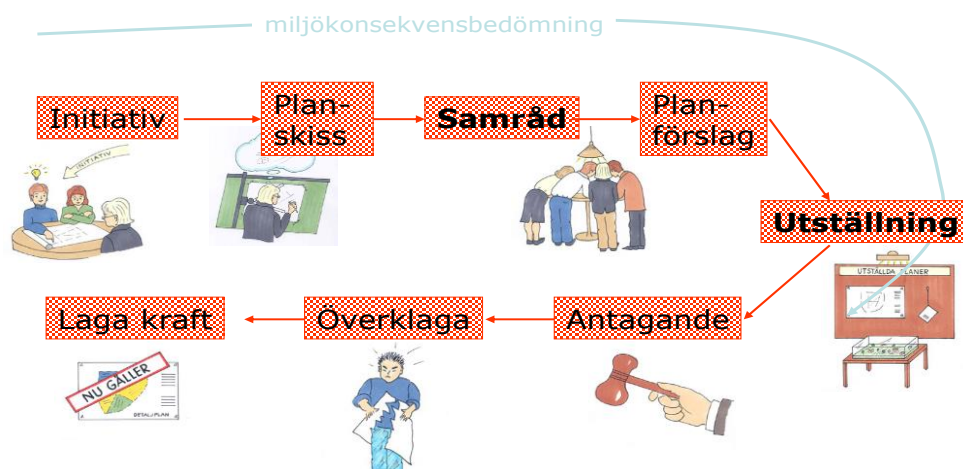 miljökonsekvensbedömning
Initiativ
Plan-
skiss
Samråd
Plan-
förslag
INITIATIV
Utställning
UTSTÄLLDA PLANER
Laga kraft
Överklaga
Antagande
NU GÄLLER
DETALJPLAN